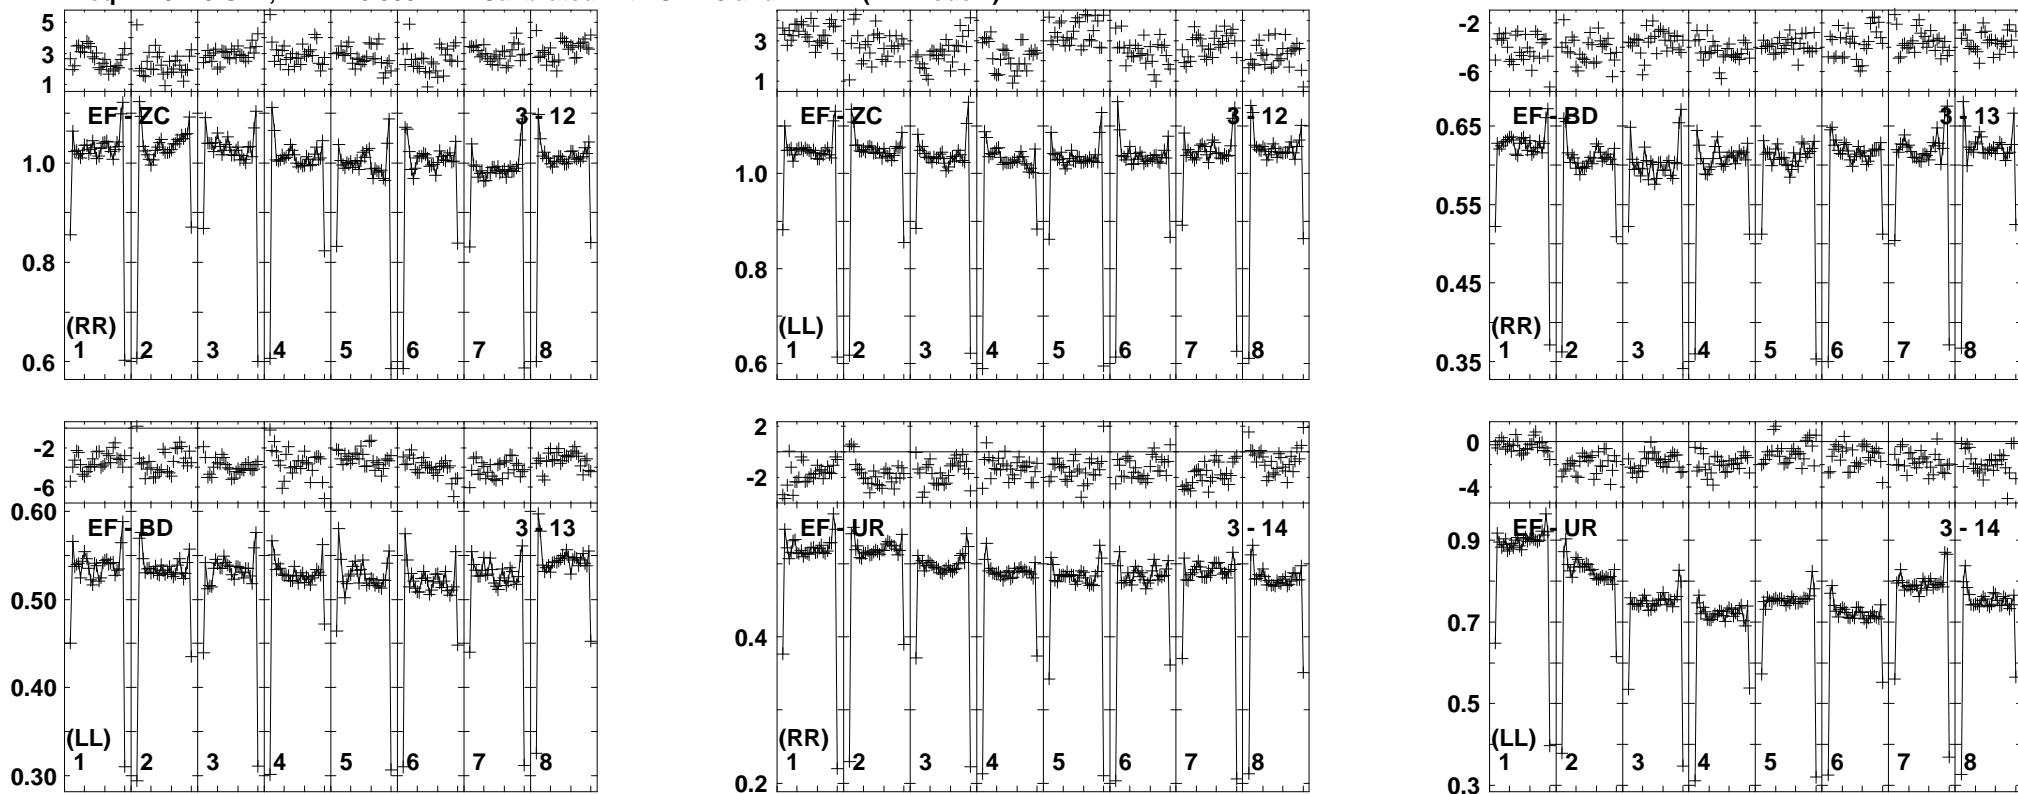 5
3
1
EF - ZC 3 - 12
1.0
0.8
0.6
(RR)
1 2 3 4 5 6 7 8
3
1
EF - ZC 3 - 12
1.0
0.8
0.6
(LL)
1 2 3 4 5 6 7 8
-2
-6
EF - BD 3 - 13
0.65
0.55
0.45
0.35
(RR)
1 2 3 4 5 6 7 8
-2
-6
0.60
EF - BD 3 - 13
0.50
0.40
0.30
(LL)
1 2 3 4 5 6 7 8
2
-2
EF - UR 3 - 14
0.4
0.2
(RR)
1 2 3 4 5 6 7 8
0
-4
EF - UR 3 - 14
0.9
0.7
0.5
0.3
(LL)
1 2 3 4 5 6 7 8